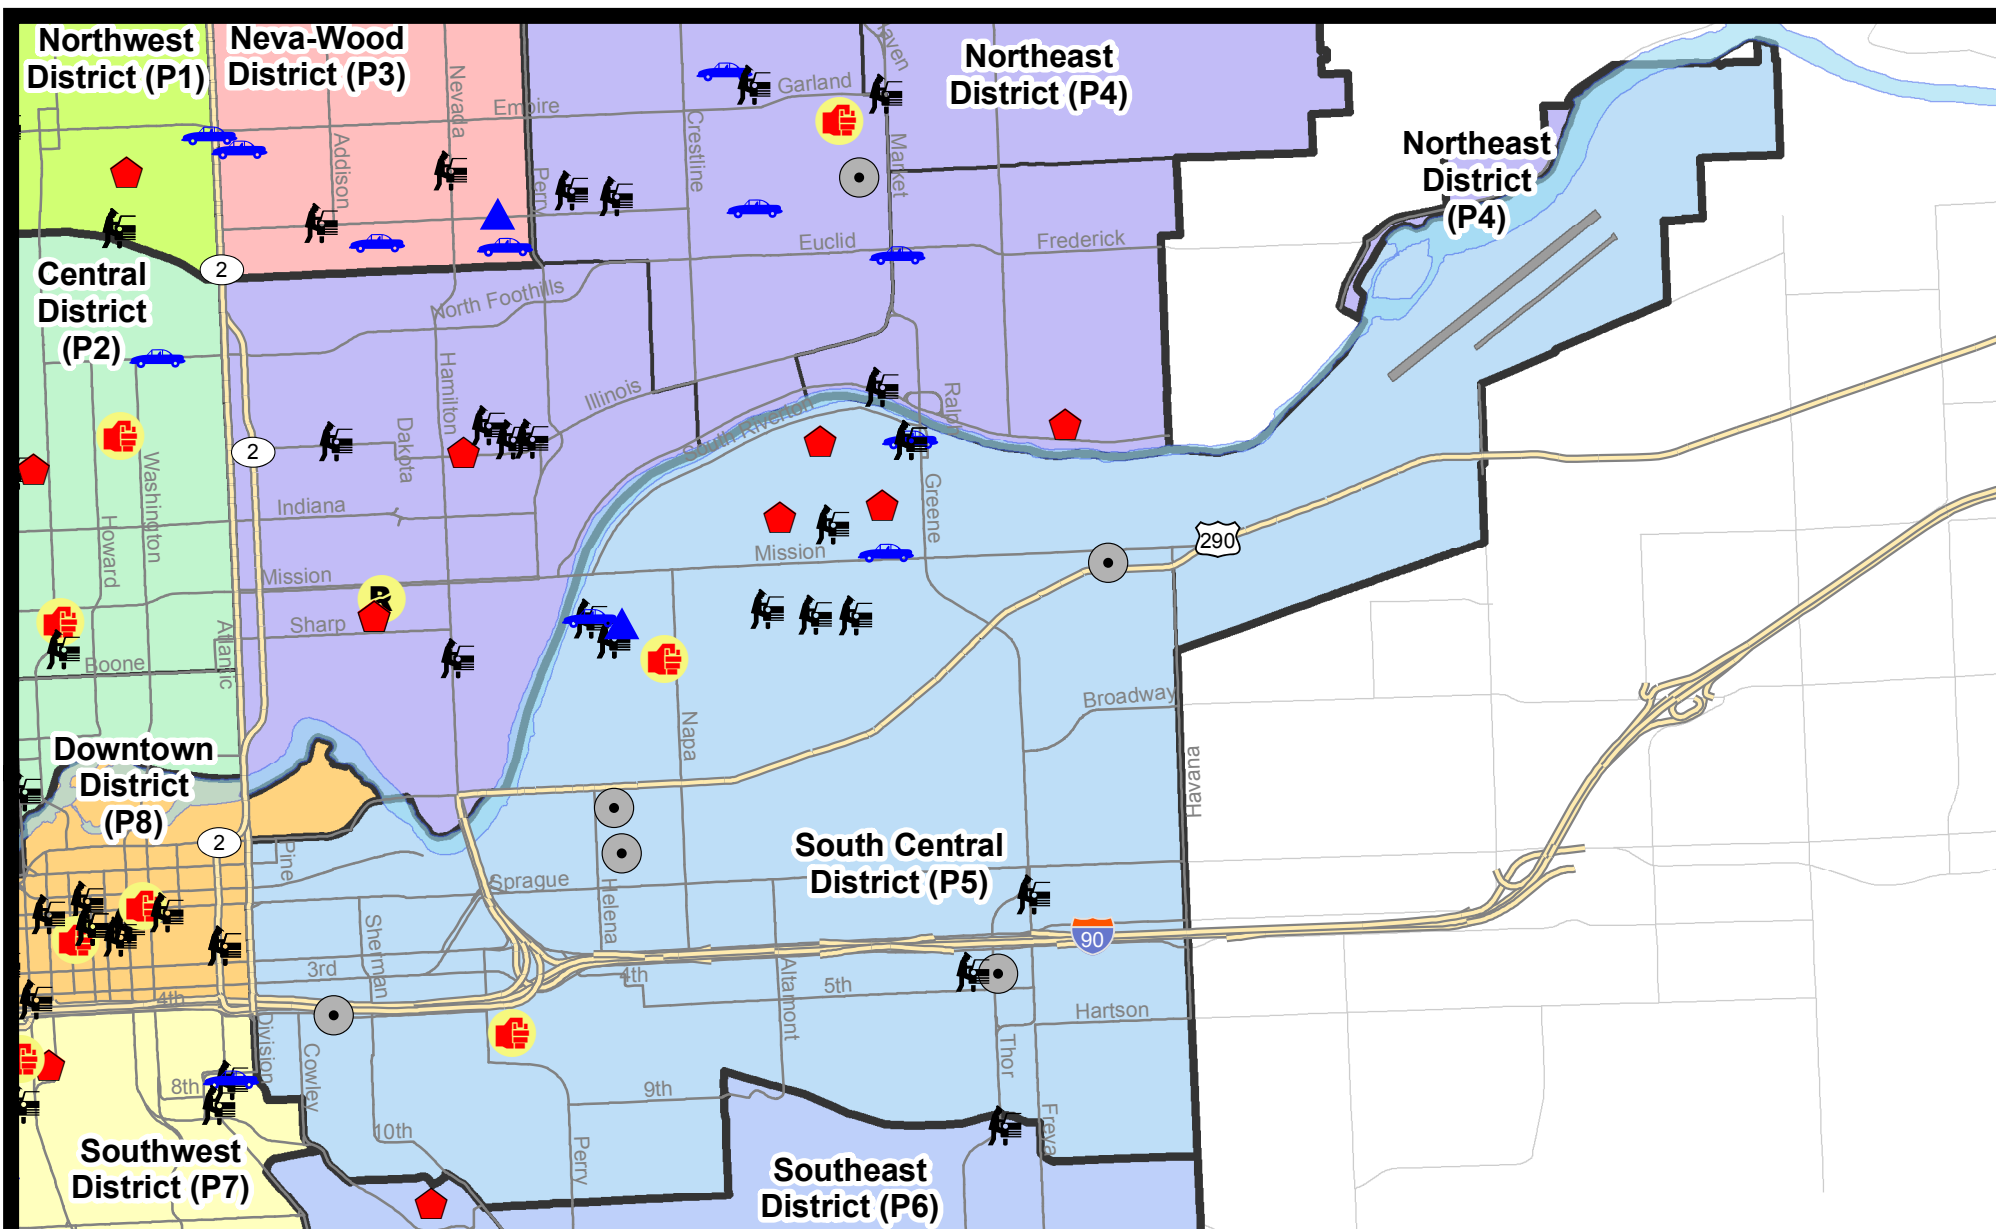 Northwest
District (P1)
Neva-Wood
District (P3)
Northeast
District (P4)
Northeast
District
(P4)
Central
District
(P2)
Downtown
District
(P8)
South Central
District (P5)
Southwest
District (P7)
Southeast
District (P6)
Nevada
Empire
Garland
Addison
Perry
Crestline
Market
Euclid
Frederick
North Foothills
2
Hamilton
Illinois
Dakota
South Riverton
Ralph
2
Washington
Howard
Indiana
Greene
Mission
Mission
290
R
Sharp
Atlantic
Boone
Napa
Broadway
Havana
2
Pine
Sprague
Helena
Sherman
90
3rd
4th
4th
5th
Altamont
Hartson
Division
Cowley
Thor
8th
9th
10th
Perry
Freya